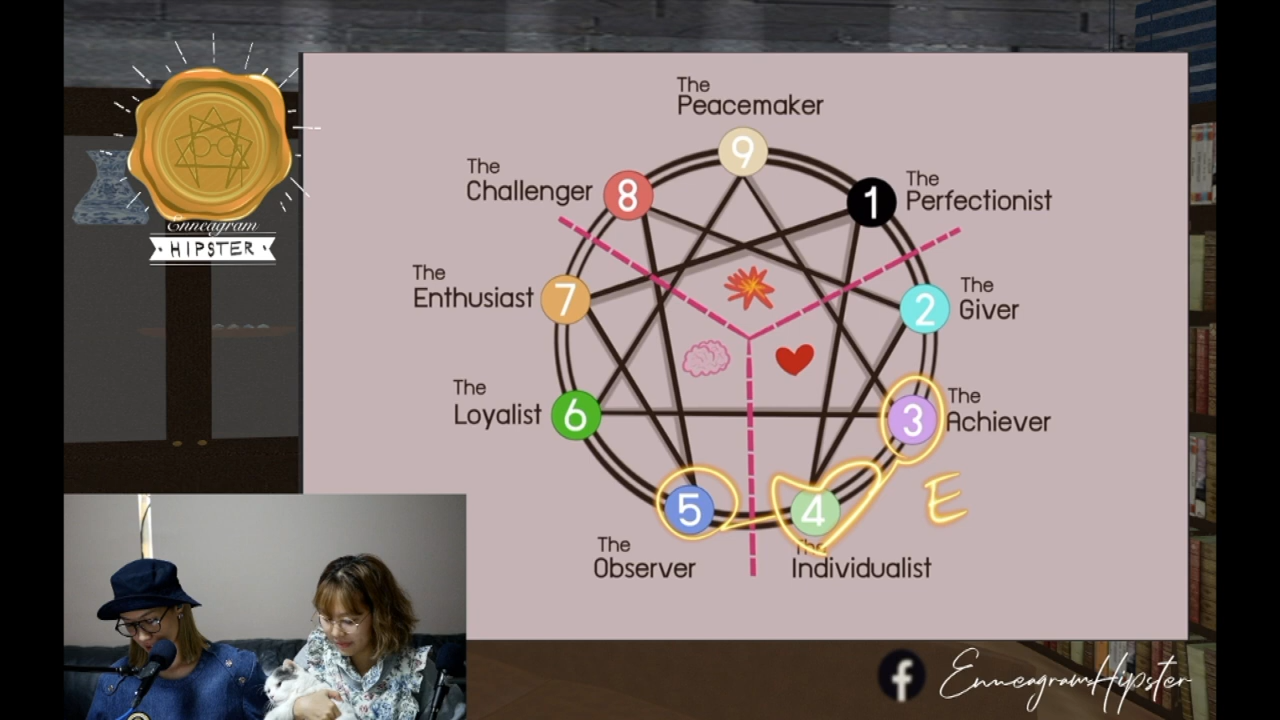 Enneagram
HIPSTER
The
Peacemaker
9
The
Challenger
8
1
The
Perfectionist
The
Enthusiast
7
2
The
Giver
The
Loyalist
6
3
The
Achiever
5
4
E
The
Observer
The
Individualist
f
EnneagramHipster